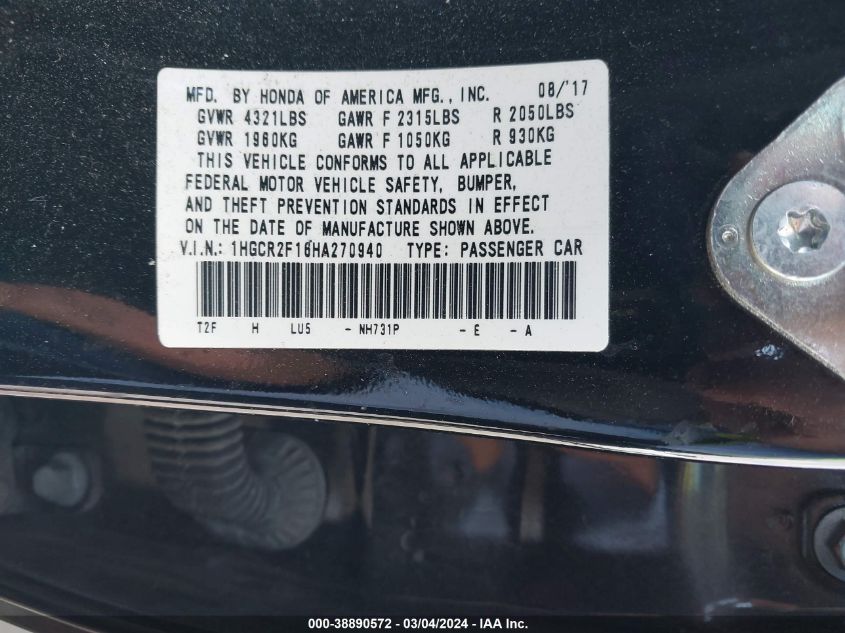 MFD. BY HONDA OF AMERICA MFG., INC. 08/'17
GVWR 4321LBS GAWR F 2315LBS R 2050LBS
GVWR 1960KG GAWR F 1050KG R 930KG
THIS VEHICLE CONFORMS TO ALL APPLICABLE
FEDERAL MOTOR VEHICLE SAFETY, BUMPER,
AND THEFT PREVENTION STANDARDS IN EFFECT
ON THE DATE OF MANUFACTURE SHOWN ABOVE.
V.I.N.: 1HGCR2F16HA270940 TYPE: PASSENGER CAR
T2F H LU5 - NH731P - E - A
000-38890572 - 03/04/2024 - IAA Inc.